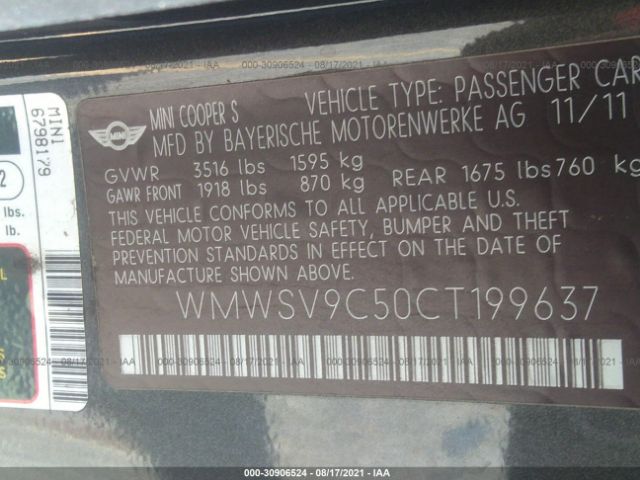 MINI COOPER S VEHICLE TYPE: PASSENGER CAR
MFD BY BAYERISCHE MOTORENWERKE AG 11/11
MINI
GVWR 3516 lbs 1595 kg
GAWR FRONT 1918 lbs 870 kg REAR 1675 lbs 760 kg
THIS VEHICLE CONFORMS TO ALL APPLICABLE U.S.
FEDERAL MOTOR VEHICLE SAFETY, BUMPER AND THEFT
PREVENTION STANDARDS IN EFFECT ON THE DATE OF
MANUFACTURE SHOWN ABOVE.
WMWSV9C50CT199637
MINI
lbs.
lb.
000-30906524 - 08/17/2021 - IAA